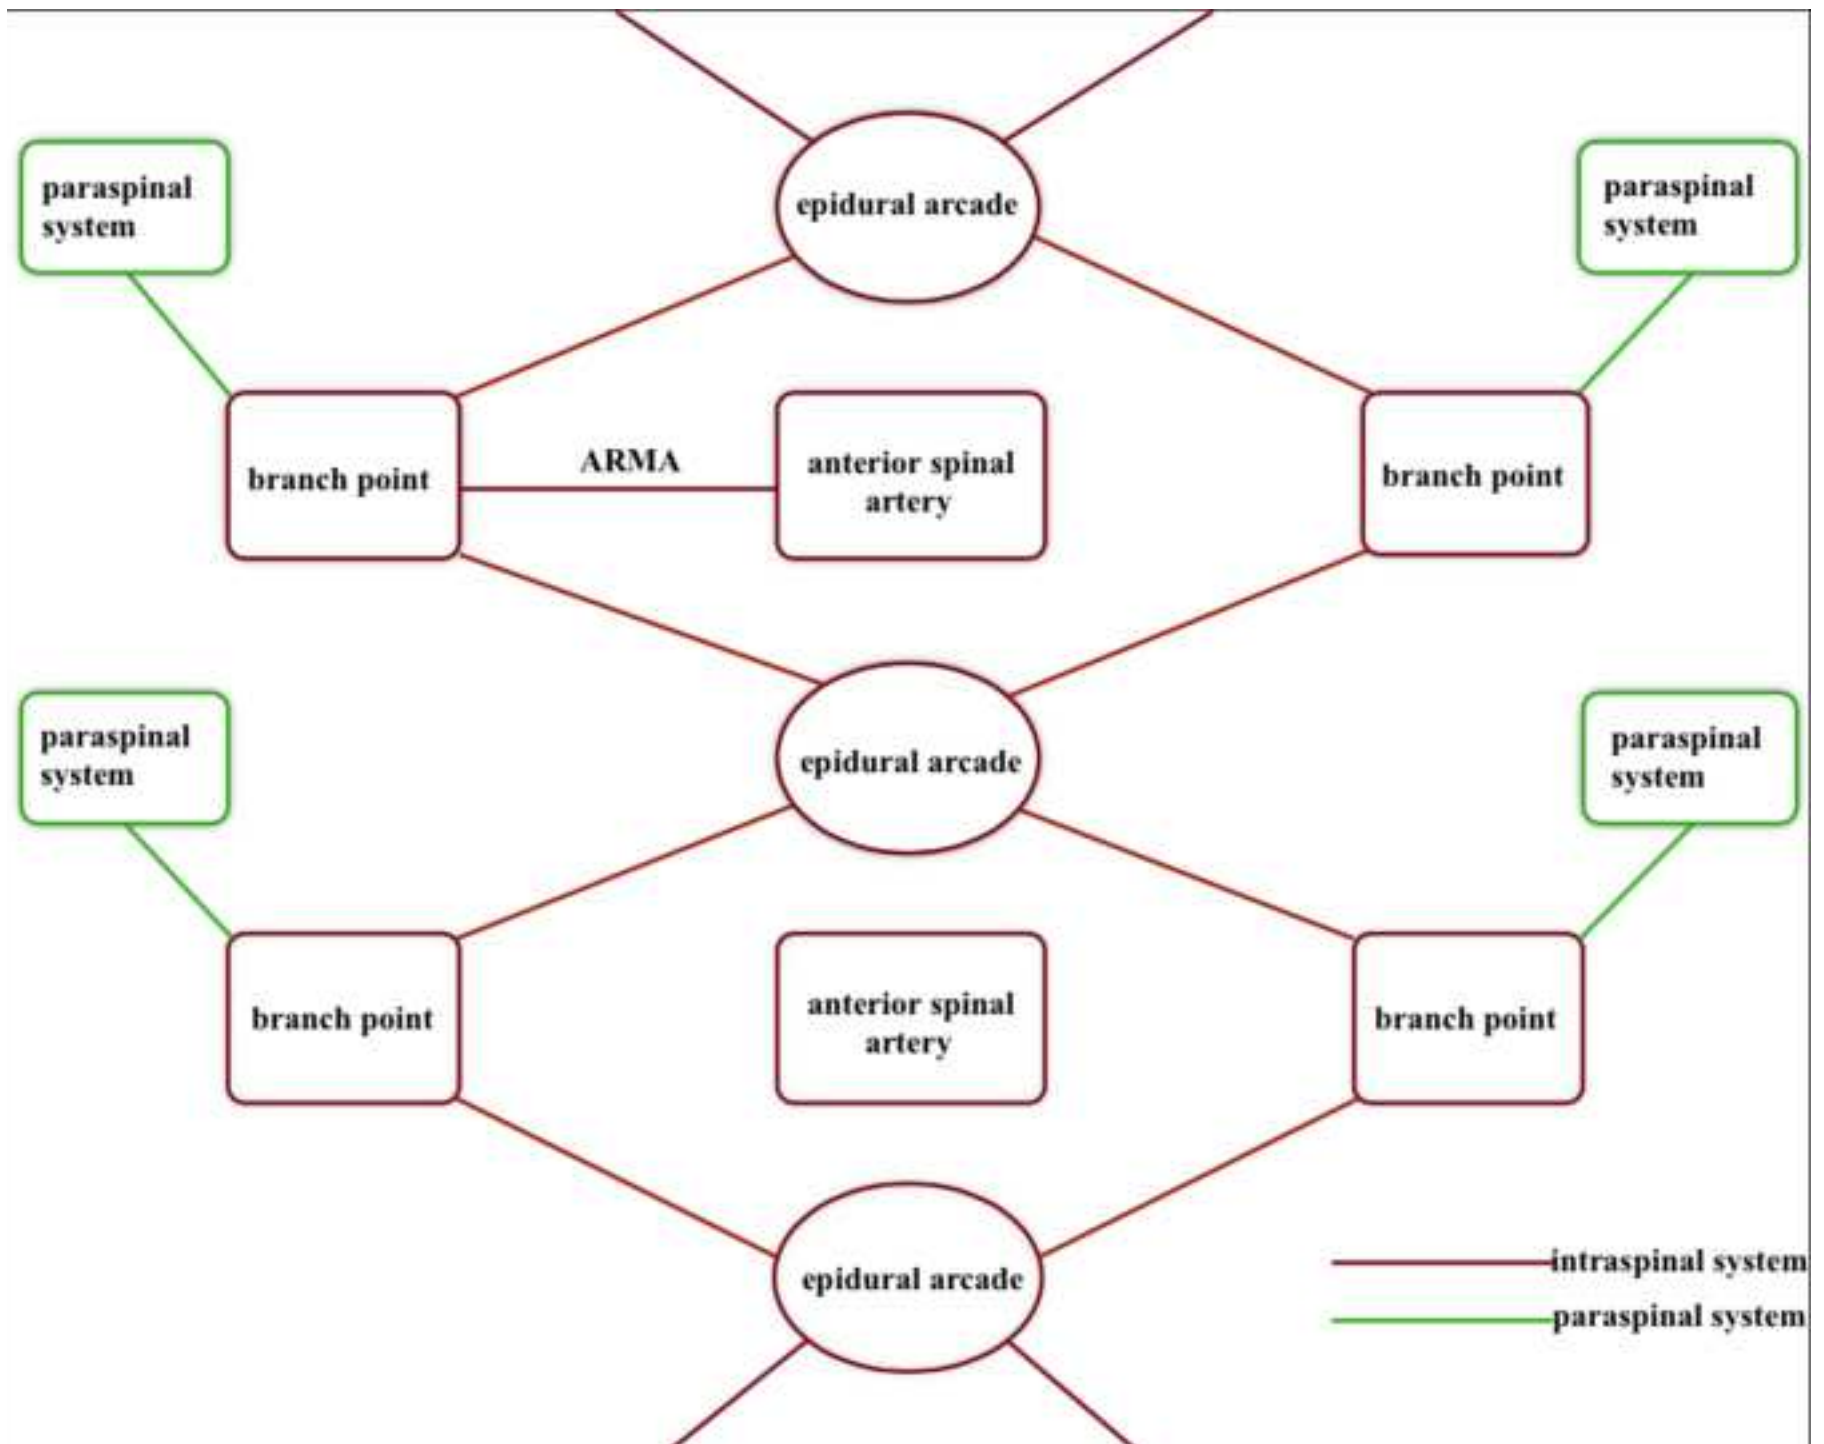 epidural arcade
paraspinal
system
paraspinal
system
ARMA
branch point
anterior spinal
artery
branch point
paraspinal
system
epidural arcade
paraspinal
system
branch point
anterior spinal
artery
branch point
epidural arcade
intraspinal system
paraspinal system